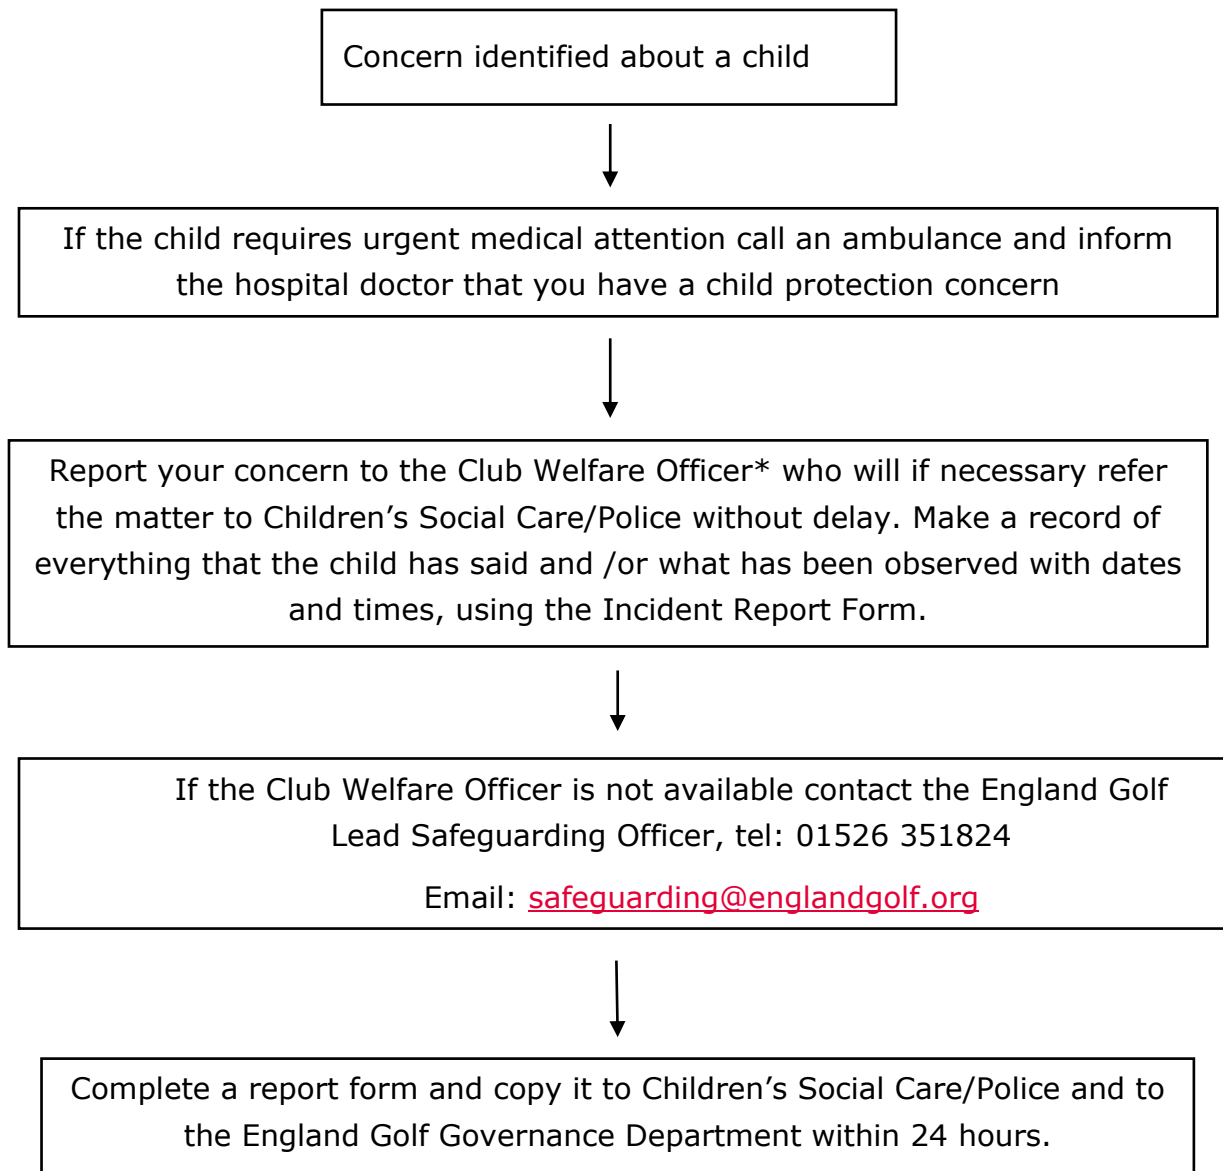 Concern identified about a child
If the child requires urgent medical attention call an ambulance and inform
the hospital doctor that you have a child protection concern
Report your concern to the Club Welfare Officer* who will if necessary refer
the matter to Children’s Social Care/Police without delay. Make a record of
everything that the child has said and /or what has been observed with dates
and times, using the Incident Report Form.
If the Club Welfare Officer is not available contact the England Golf
Lead Safeguarding Officer, tel: 01526 351824
Email: safeguarding@englandgolf.org
Complete a report form and copy it to Children’s Social Care/Police and to
the England Golf Governance Department within 24 hours.